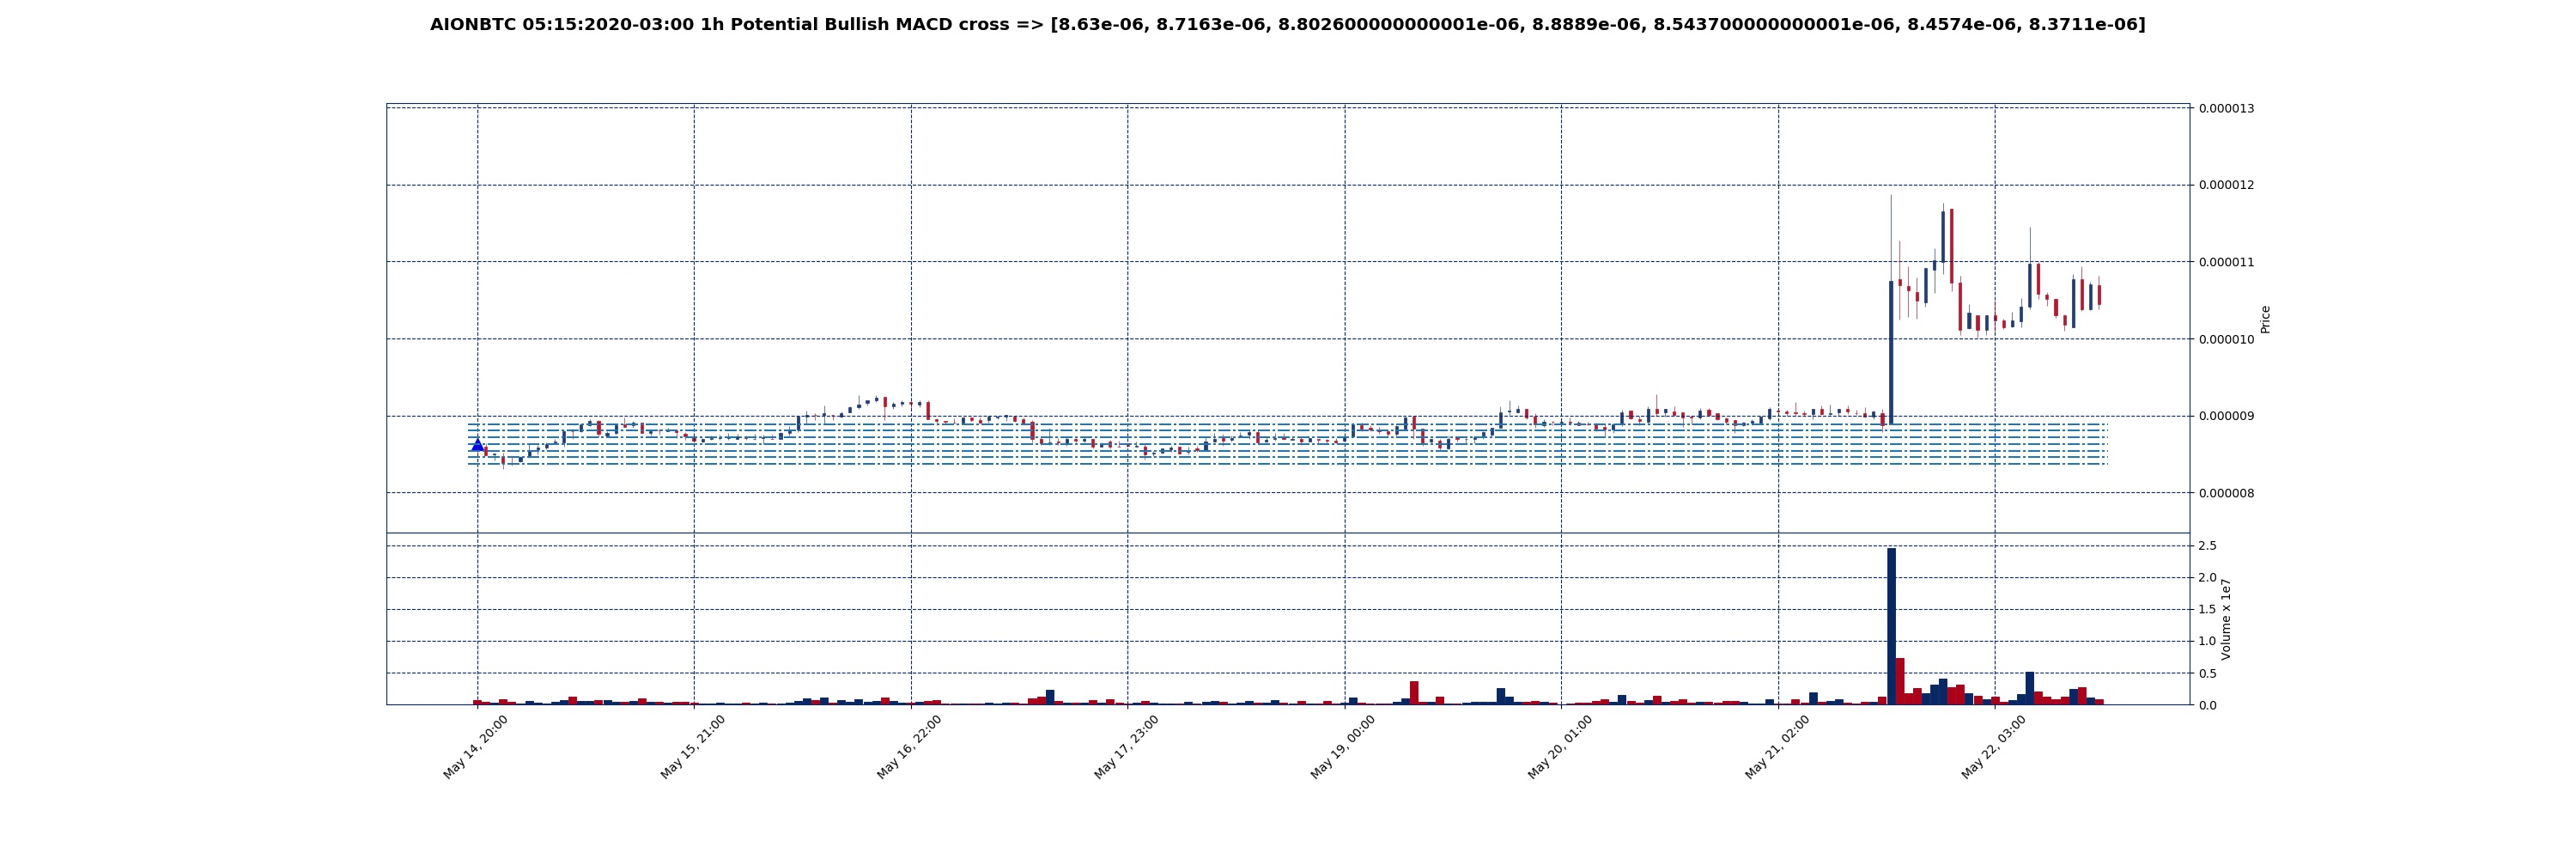 AIONBTC 05:15:2020-03:00 1h Potential Bullish MACD cross => [8.63e-06, 8.7163e-06, 8.802600000000001e-06, 8.8889e-06, 8.543700000000001e-06, 8.4574e-06, 8.3711e-06]
0.000013
0.000012
0.000011
0.000010
0.000009
0.000008
Price
2.5
2.0
1.5
1.0
0.5
0.0
Volume x 1e7
May 14, 20:00
May 15, 21:00
May 16, 22:00
May 17, 23:00
May 19, 00:00
May 20, 01:00
May 21, 02:00
May 22, 03:00